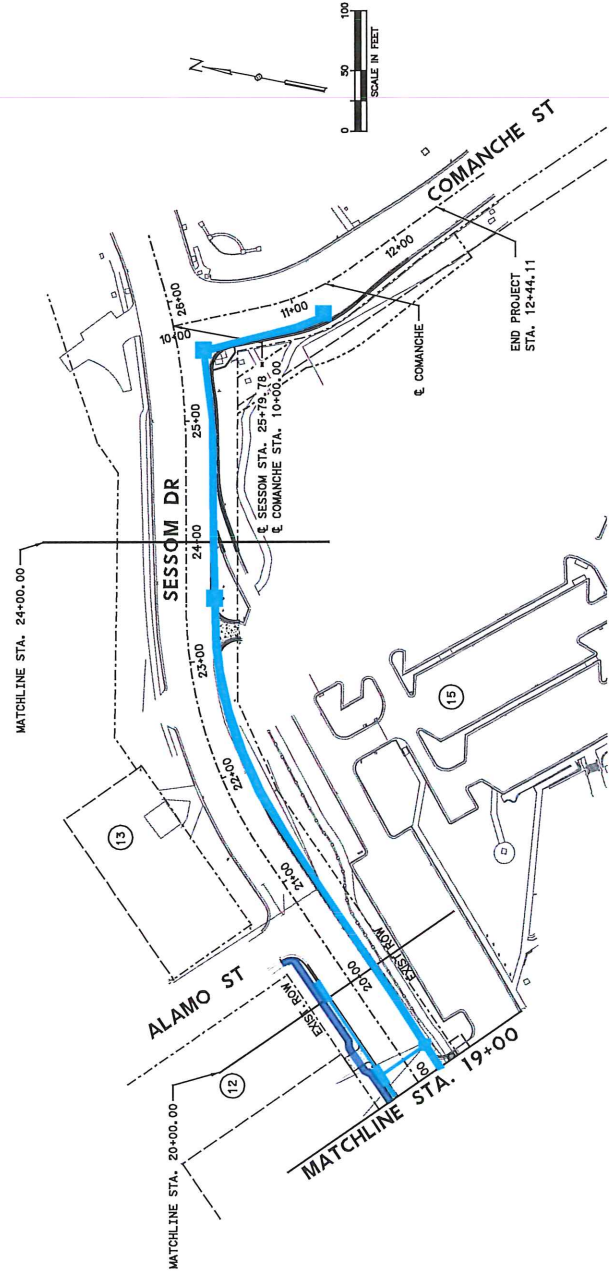 MATCHLINE STA. 24+00.00
SESSOM DR
N
0 50 100
SCALE IN FEET
COMANCHE ST
26+00
10+00
25+00
24+00
23+00
22+00
21+00
20+00
11+00
12+00
℄ SESSOM STA. 25+79.78 =
℄ COMANCHE STA. 10+00.00
℄ COMANCHE
END PROJECT
STA. 12+44.11
13
ALAMO ST
EXIST. ROW
EXIST ROW
MATCHLINE STA. 20+00.00
12
15
00
MATCHLINE STA. 19+00